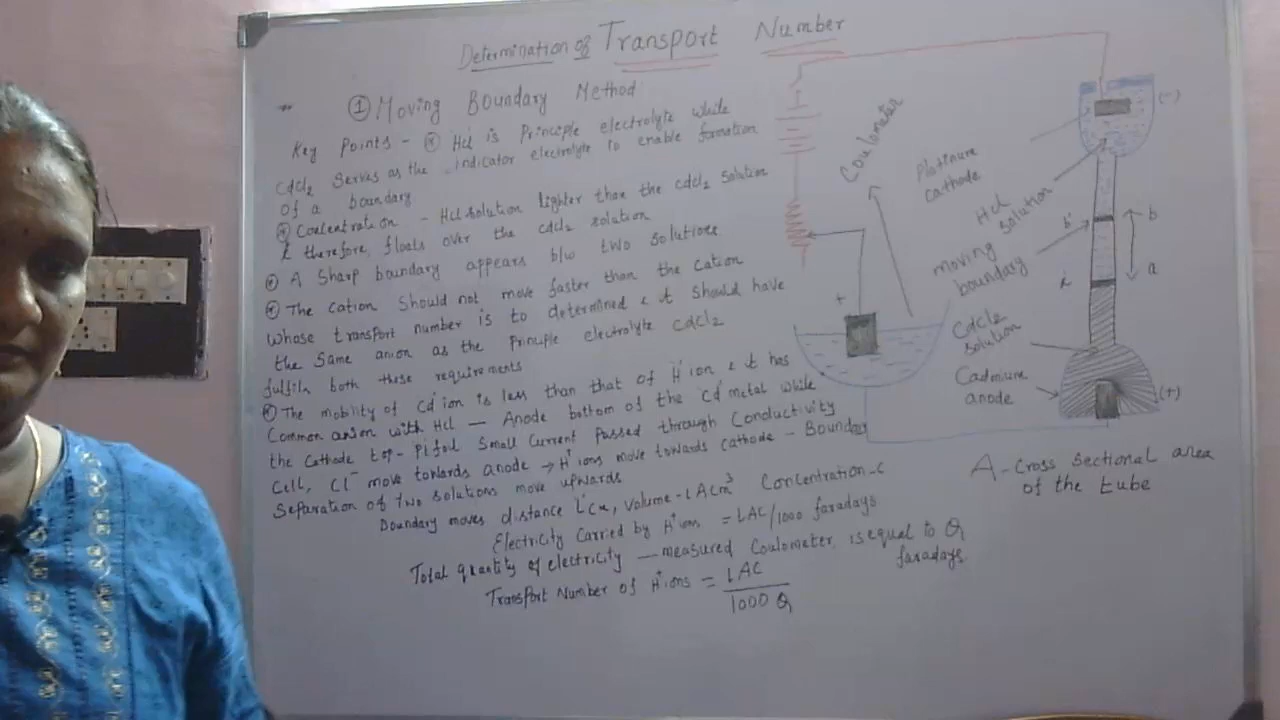 Determination of Transport Number
① Moving Boundary Method
Key Points - Hcl is Principle electrolyte while
CdCl2 Serves as the indicator electrolyte to enable formation
of a boundary
Concentration - Hcl solution lighter than the cdcl2 solution
& therefore, floats over the cdcl2 solution
A Sharp boundary appears b/w two solutions
The cation should not move faster than the cation
whose transport number is to determined & it should have
the same anion as the principle electrolyte cdcl2
fulfils both these requirements
The mobility of Cd ion is less than that of H+ ion & it has
Common anion with Hcl — Anode bottom of the Cd metal while
the Cathode top - Pt foil Small Current passed through Conductivity
Cell, Cl- move towards anode → H+ ions move towards cathode - Boundary
Separation of two solutions move upwards
Boundary moves distance l Cm, volume - lA Cm3 Concentration - C
Electricity Carried by H+ ions = lAC/1000 faradays
Total quantity of electricity — measured Coulometer, is equal to Q
faradays
Transport Number of H+ ions = lAC
1000 Q
Coulometer
+
(-)
Platinum
Cathode
Hcl
solution
moving
boundary
b'
b
a
Cdcl2
solution
Cadmium
anode
(+)
A - Cross sectional area
of the tube